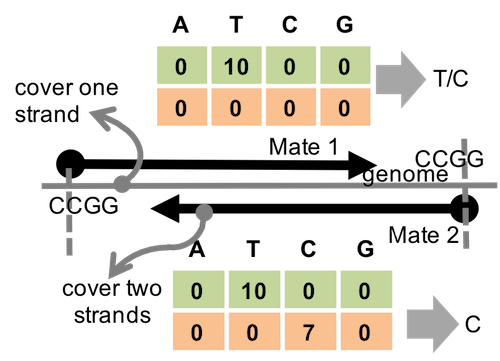 A T C G
0 10 0 0
0 0 0 0
T/C
cover one
strand
Mate 1
CCGG
genome
CCGG
Mate 2
A T C G
cover two
strands
0 10 0 0
0 0 7 0
C